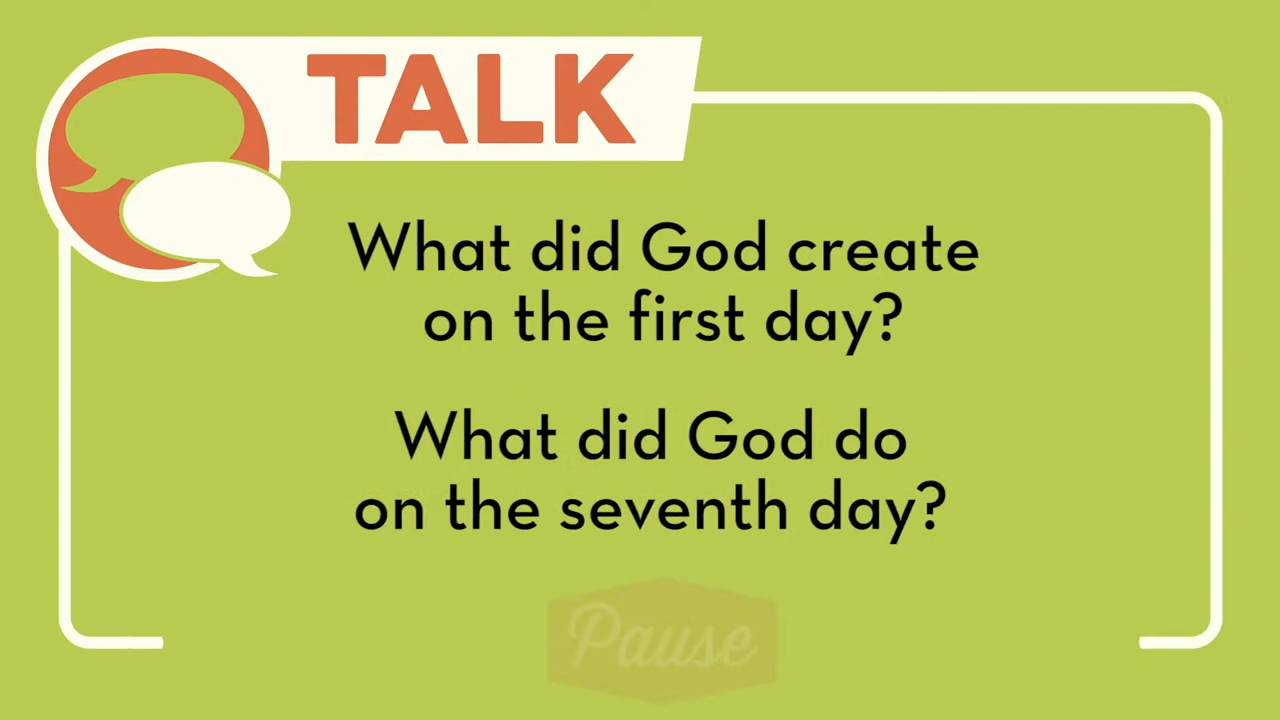 TALK
What did God create
on the first day?
What did God do
on the seventh day?
Pause